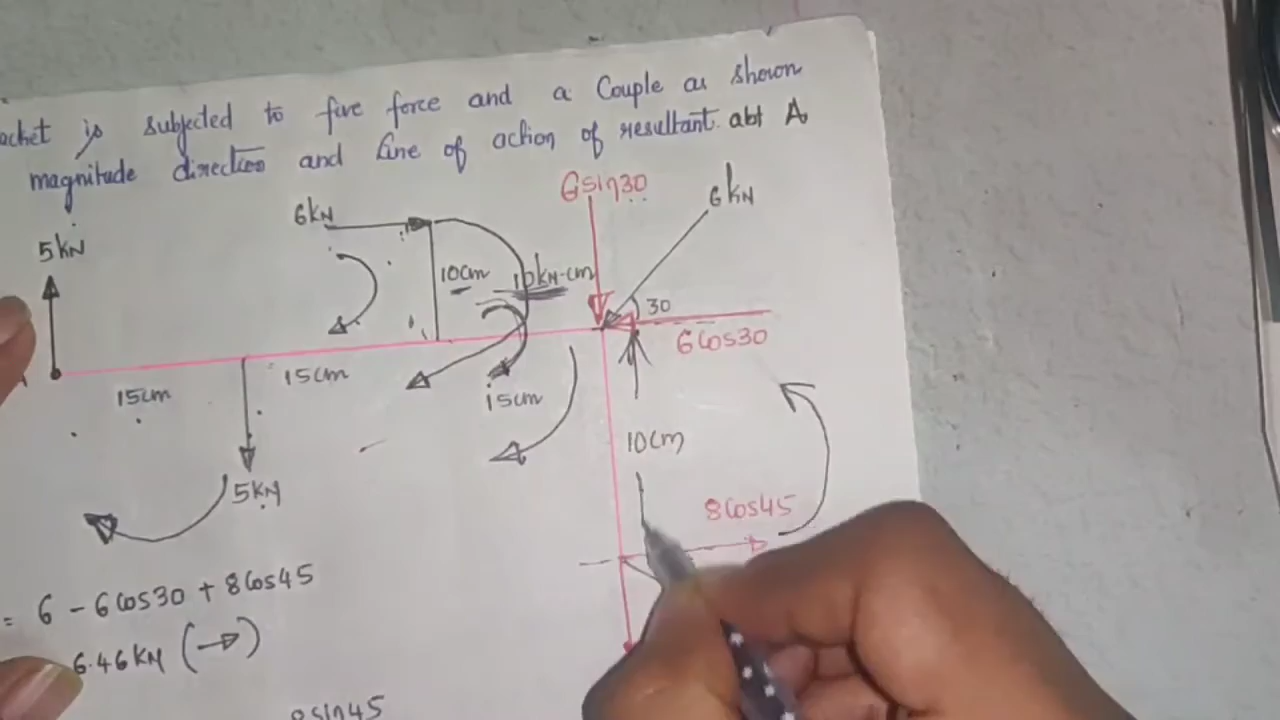 is subjected to five force and a Couple as shown
magnitude direction and line of action of resultant abt A
6sin30
6kN
6kN
5kN
10cm
10kN-cm
30
6Cos30
15cm
15cm
15cm
10cm
5kN
8Cos45
= 6 - 6Cos30 + 8Cos45
6.46kN (→)
8sin45